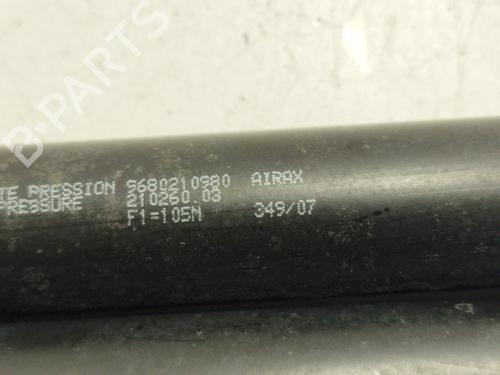 B-PARTS
TE PRESSION 9680210980 AIRAX
PRESSURE 210260.03
F1=105N 349/07